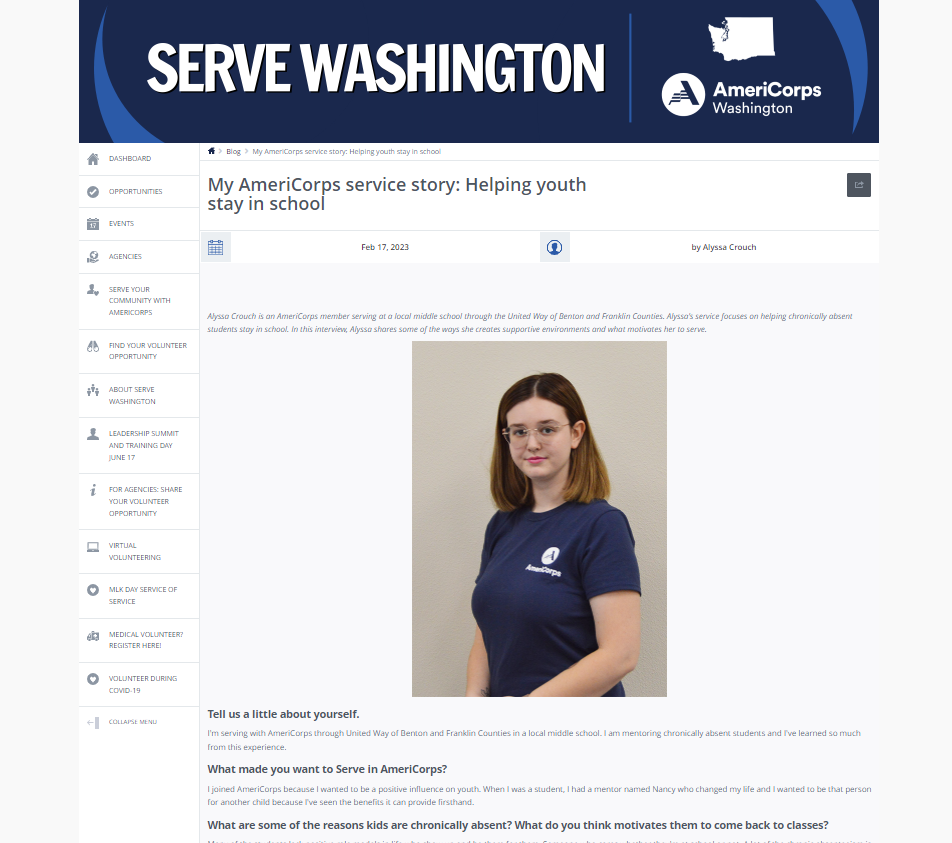 SERVE WASHINGTON
AmeriCorps
Washington
DASHBOARD
OPPORTUNITIES
17
EVENTS
AGENCIES
SERVE YOUR
COMMUNITY WITH
AMERICORPS
FIND YOUR VOLUNTEER
OPPORTUNITY
ABOUT SERVE
WASHINGTON
LEADERSHIP SUMMIT
AND TRAINING DAY
JUNE 17
FOR AGENCIES: SHARE
YOUR VOLUNTEER
OPPORTUNITY
VIRTUAL
VOLUNTEERING
MLK DAY SERVICE OF
SERVICE
MEDICAL VOLUNTEER?
REGISTER HERE!
VOLUNTEER DURING
COVID-19
COLLAPSE MENU
Blog
My AmeriCorps service story: Helping youth stay in school
My AmeriCorps service story: Helping youth
stay in school
Feb 17, 2023
by Alyssa Crouch
Alyssa Crouch is an AmeriCorps member serving at a local middle school through the United Way of Benton and Franklin Counties. Alyssa's service focuses on helping chronically absent
students stay in school. In this interview, Alyssa shares some of the ways she creates supportive environments and what motivates her to serve.
AmeriCorps
Tell us a little about yourself.
I'm serving with AmeriCorps through United Way of Benton and Franklin Counties in a local middle school. I am mentoring chronically absent students and I've learned so much
from this experience.
What made you want to Serve in AmeriCorps?
I joined AmeriCorps because I wanted to be a positive influence on youth. When I was a student, I had a mentor named Nancy who changed my life and I wanted to be that person
for another child because I've seen the benefits it can provide firsthand.
What are some of the reasons kids are chronically absent? What do you think motivates them to come back to classes?